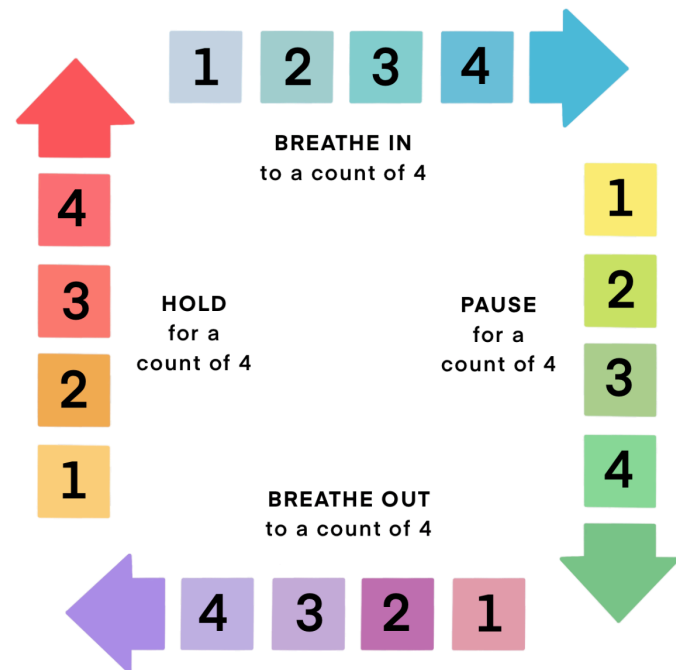 1 2 3 4
BREATHE IN
to a count of 4
1
2
3
4
PAUSE
for a
count of 4
BREATHE OUT
to a count of 4
4 3 2 1
HOLD
for a
count of 4
4
3
2
1